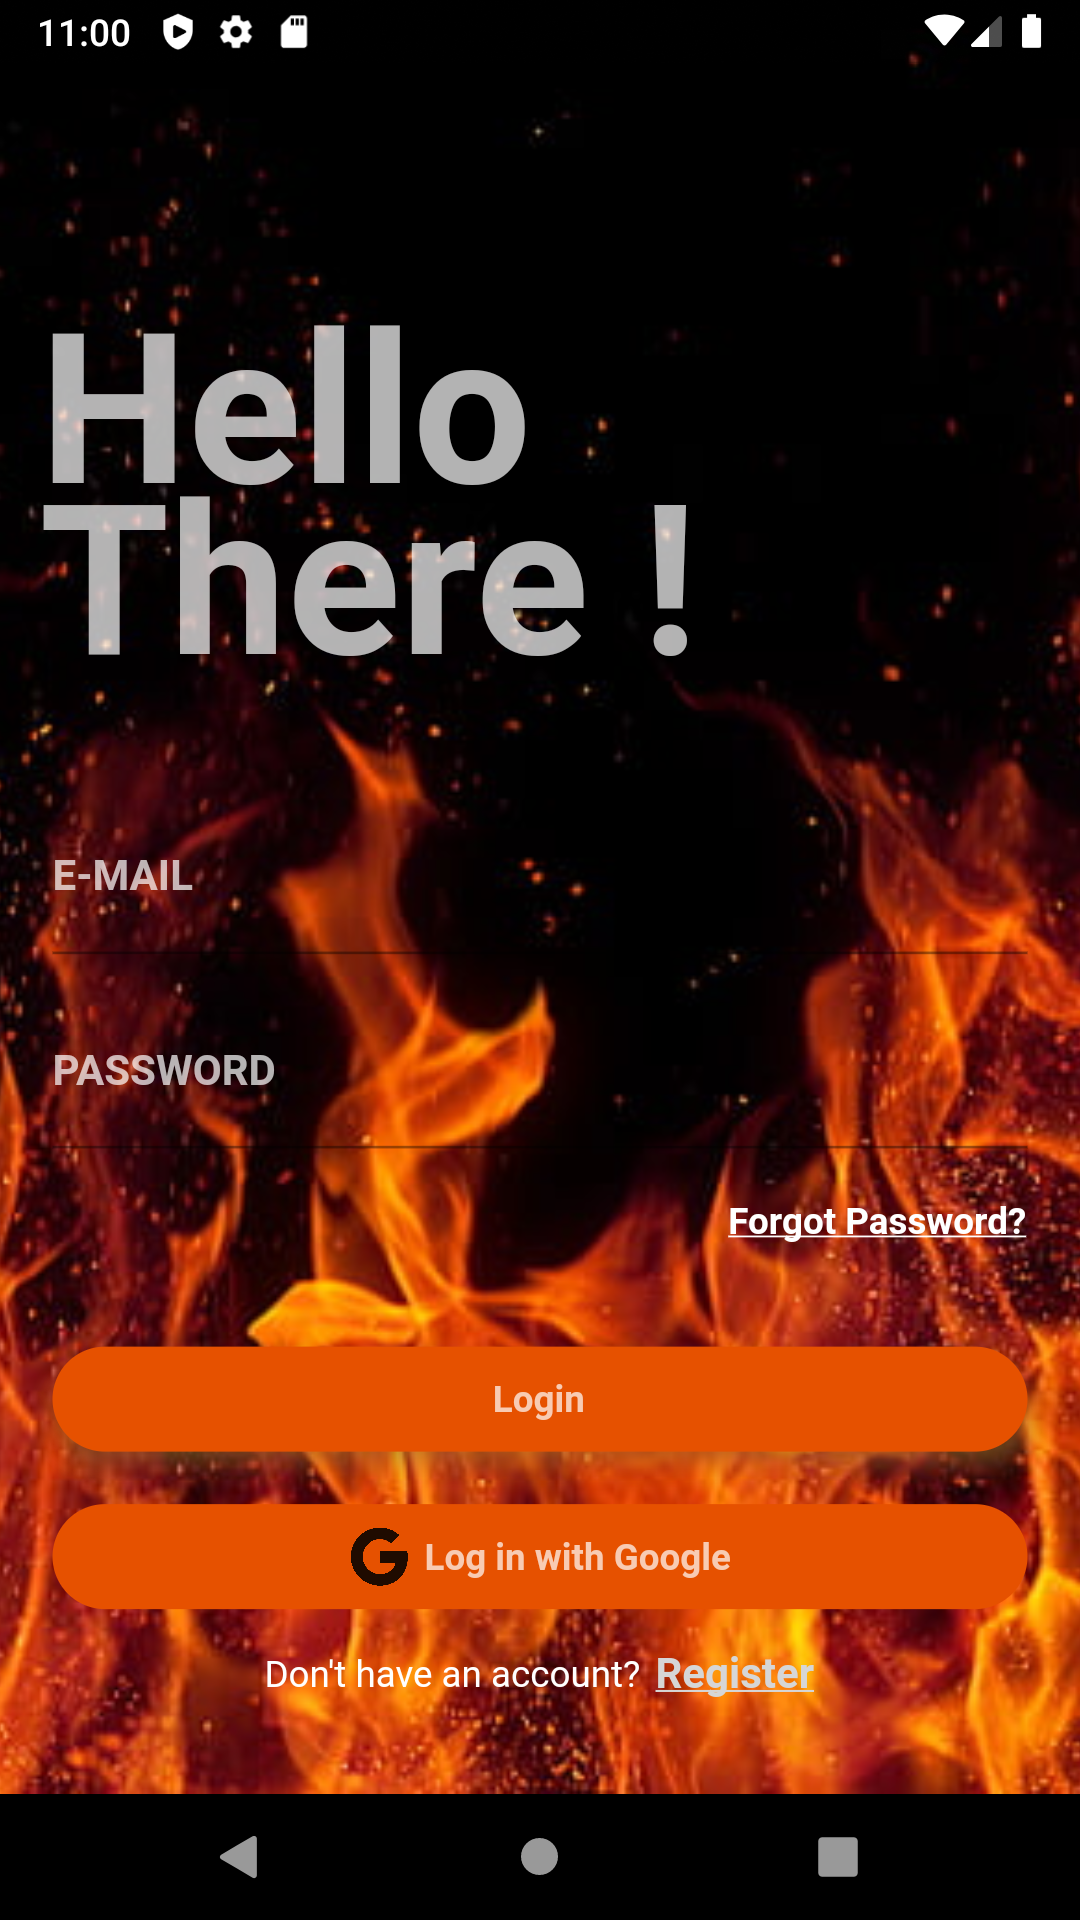 11:00
Hello
There !
E-MAIL
PASSWORD
Forgot Password?
Login
Log in with Google
Don't have an account? Register